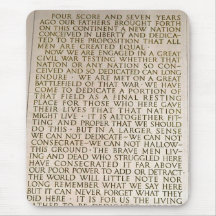 FOUR SCORE AND SEVEN YEARS
AGO OUR FATHERS BROUGHT FORTH
ON THIS CONTINENT A NEW NATION
CONCEIVED IN LIBERTY AND DEDICA-
TED TO THE PROPOSITION THAT ALL
MEN ARE CREATED EQUAL ·
NOW WE ARE ENGAGED IN A GREAT
CIVIL WAR TESTING WHETHER THAT
NATION OR ANY NATION SO CON-
CEIVED AND SO DEDICATED CAN LONG
ENDURE · WE ARE MET ON A GREAT
BATTLEFIELD OF THAT WAR · WE HAVE
COME TO DEDICATE A PORTION OF
THAT FIELD AS A FINAL RESTING
PLACE FOR THOSE WHO HERE GAVE
THEIR LIVES THAT THAT NATION
MIGHT LIVE · IT IS ALTOGETHER FIT-
TING AND PROPER THAT WE SHOULD
DO THIS · BUT IN A LARGER SENSE
WE CAN NOT DEDICATE~WE CAN NOT
CONSECRATE~WE CAN NOT HALLOW~
THIS GROUND · THE BRAVE MEN LIV-
ING AND DEAD WHO STRUGGLED HERE
HAVE CONSECRATED IT FAR ABOVE
OUR POOR POWER TO ADD OR DETRACT ·
THE WORLD WILL LITTLE NOTE NOR
LONG REMEMBER WHAT WE SAY HERE
BUT IT CAN NEVER FORGET WHAT THEY
DID HERE · IT IS FOR US THE LIVING